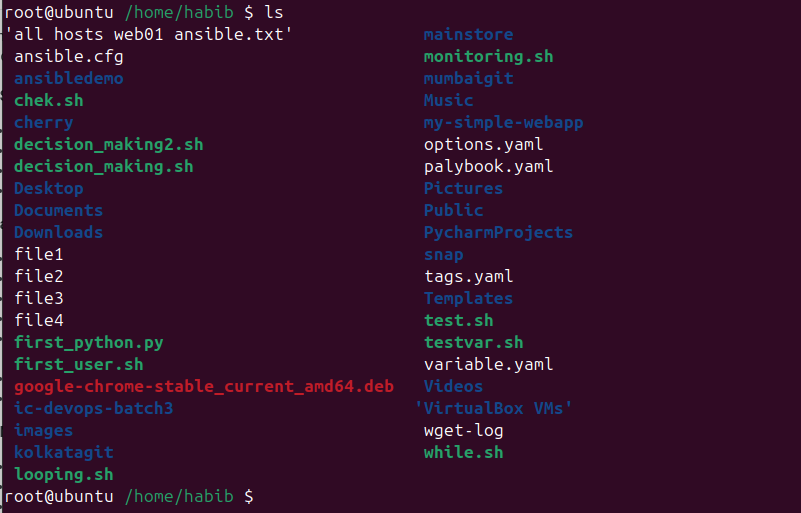 root@ubuntu /home/habib $ ls
'all hosts web01 ansible.txt' mainstore
ansible.cfg monitoring.sh
ansibledemo mumbaigit
chek.sh Music
cherry my-simple-webapp
decision_making2.sh options.yaml
decision_making.sh palybook.yaml
Desktop Pictures
Documents Public
Downloads PycharmProjects
file1 snap
file2 tags.yaml
file3 Templates
file4 test.sh
first_python.py testvar.sh
first_user.sh variable.yaml
google-chrome-stable_current_amd64.deb Videos
ic-devops-batch3 'VirtualBox VMs'
images wget-log
kolkatagit while.sh
looping.sh
root@ubuntu /home/habib $